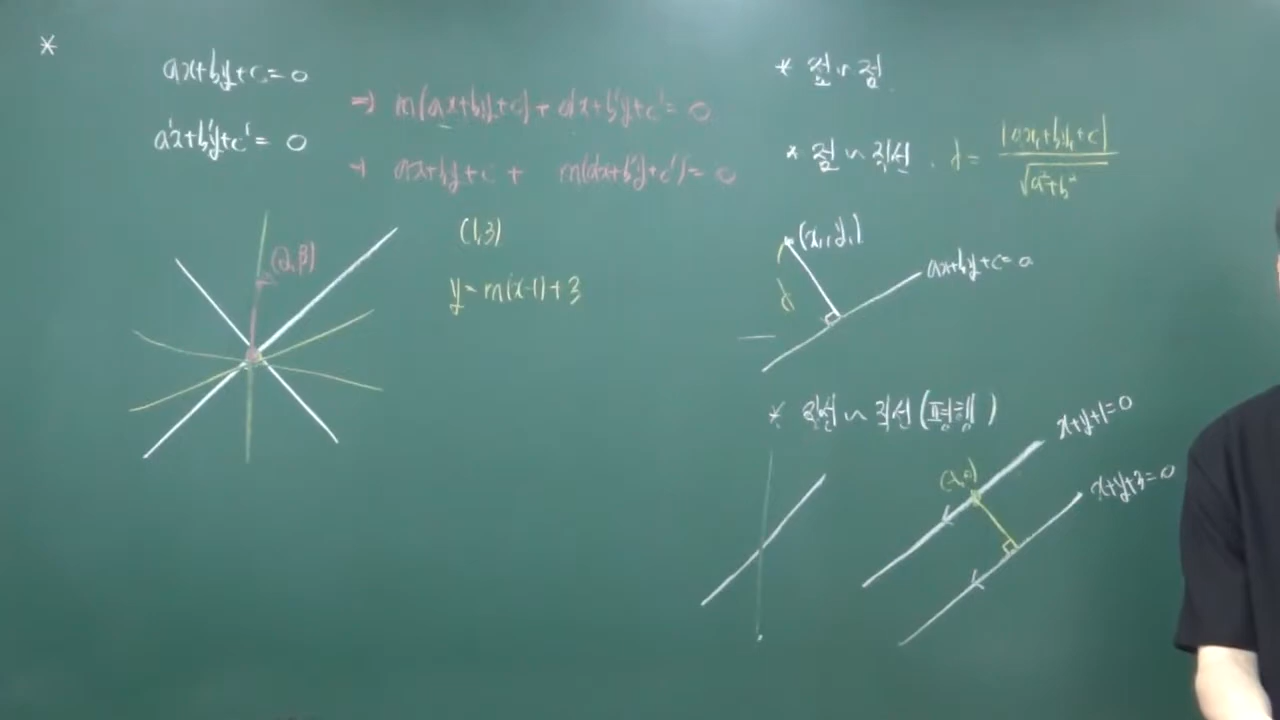 *
ax+by+c=0
a'x+b'y+c'=0
⇒ m(ax+by+c)+a'x+b'y+c'=0.
→ ax+by+c + m(a'x+b'y+c')=0
(α,β)
(1,3)
y=m(x-1)+3
* 점~점.
* 점~직선. d=|ax₁+by₁+c|/√a²+b²
(x₁,y₁)
ax+by+c=0
d
* 직선~직선(평행)
x+y+1=0
x+y+3=0